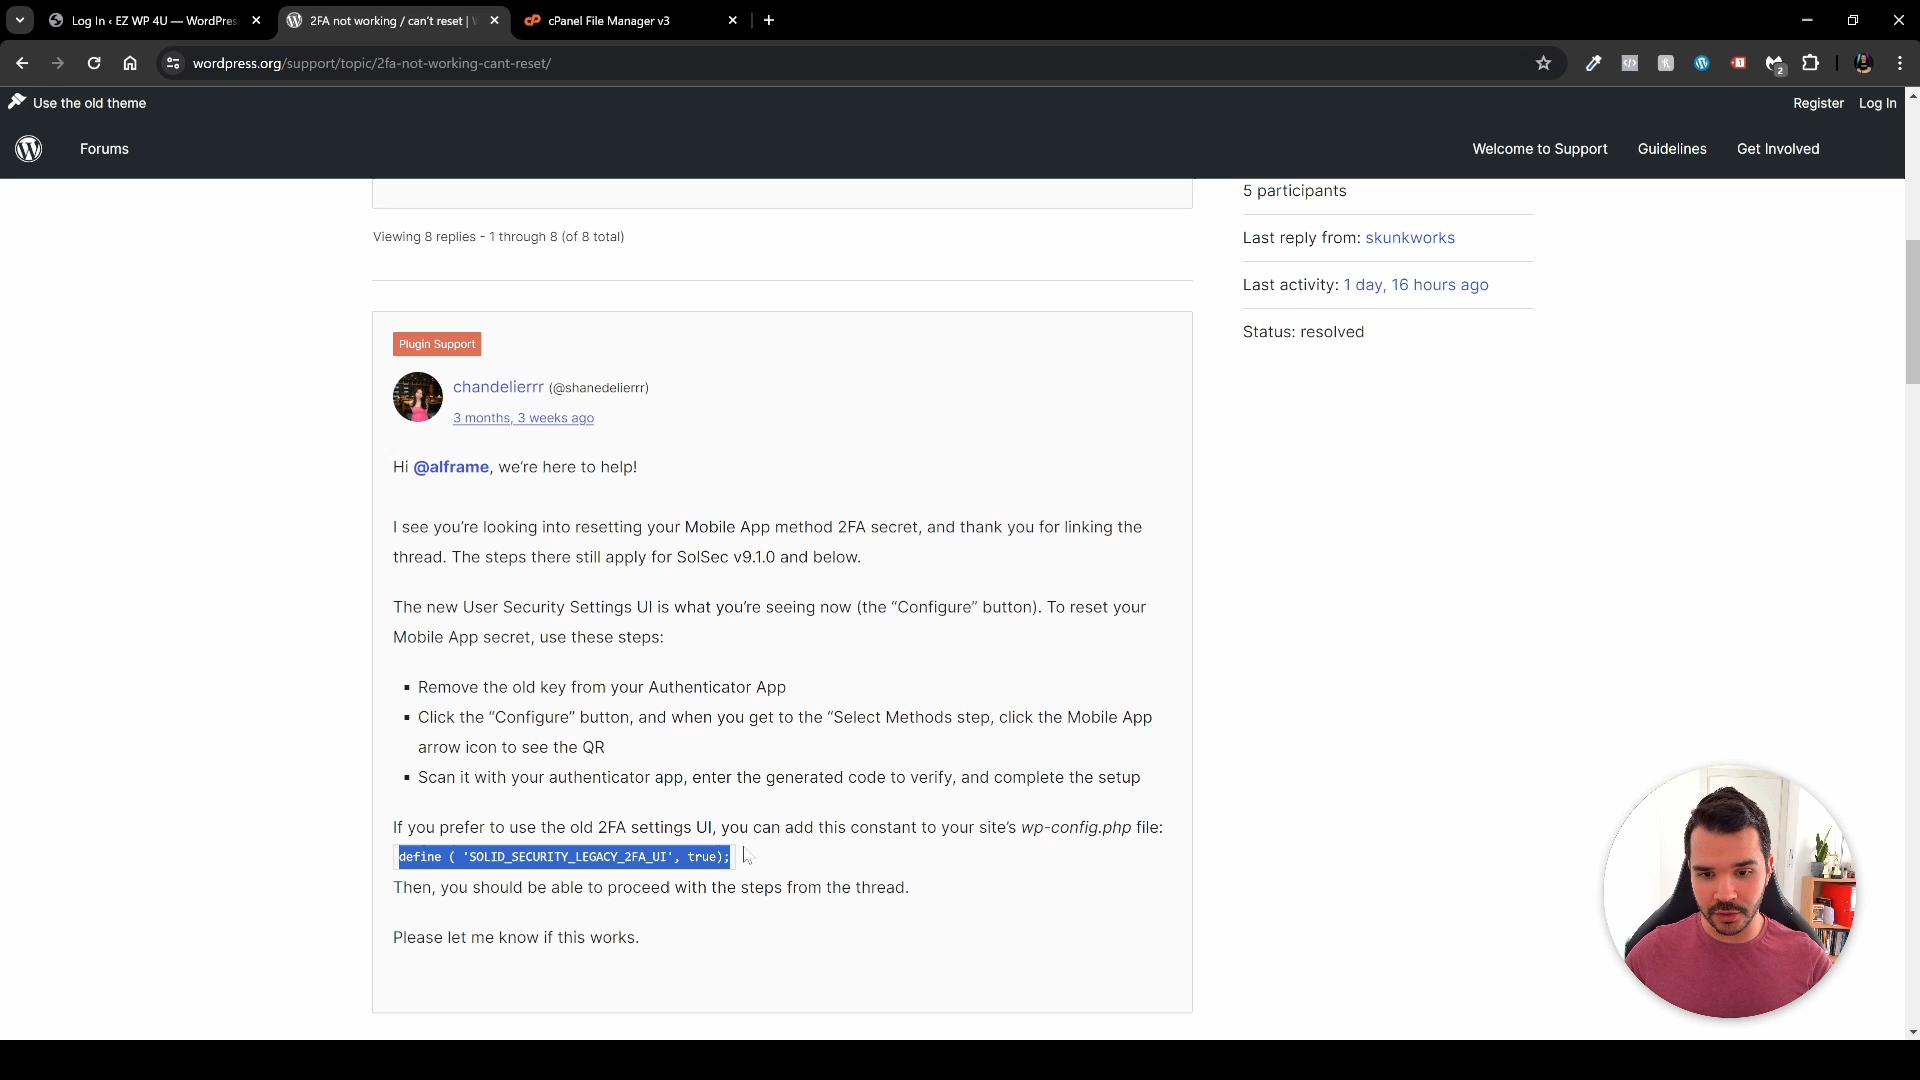 Log In ‹ EZ WP 4U — WordPres
2FA not working / can't reset |
cPanel File Manager v3
wordpress.org/support/topic/2fa-not-working-cant-reset/
Use the old theme
Register
Log In
Forums
Welcome to Support
Guidelines
Get Involved
5 participants
Viewing 8 replies - 1 through 8 (of 8 total)
Last reply from: skunkworks
Last activity: 1 day, 16 hours ago
Status: resolved
Plugin Support
chandelierrr (@shanedelierrr)
3 months, 3 weeks ago
Hi @alframe, we're here to help!
I see you're looking into resetting your Mobile App method 2FA secret, and thank you for linking the
thread. The steps there still apply for SolSec v9.1.0 and below.
The new User Security Settings UI is what you're seeing now (the “Configure” button). To reset your
Mobile App secret, use these steps:
▪ Remove the old key from your Authenticator App
▪ Click the “Configure” button, and when you get to the “Select Methods step, click the Mobile App
arrow icon to see the QR
▪ Scan it with your authenticator app, enter the generated code to verify, and complete the setup
If you prefer to use the old 2FA settings UI, you can add this constant to your site's wp-config.php file:
define ( 'SOLID_SECURITY_LEGACY_2FA_UI', true);
Then, you should be able to proceed with the steps from the thread.
Please let me know if this works.